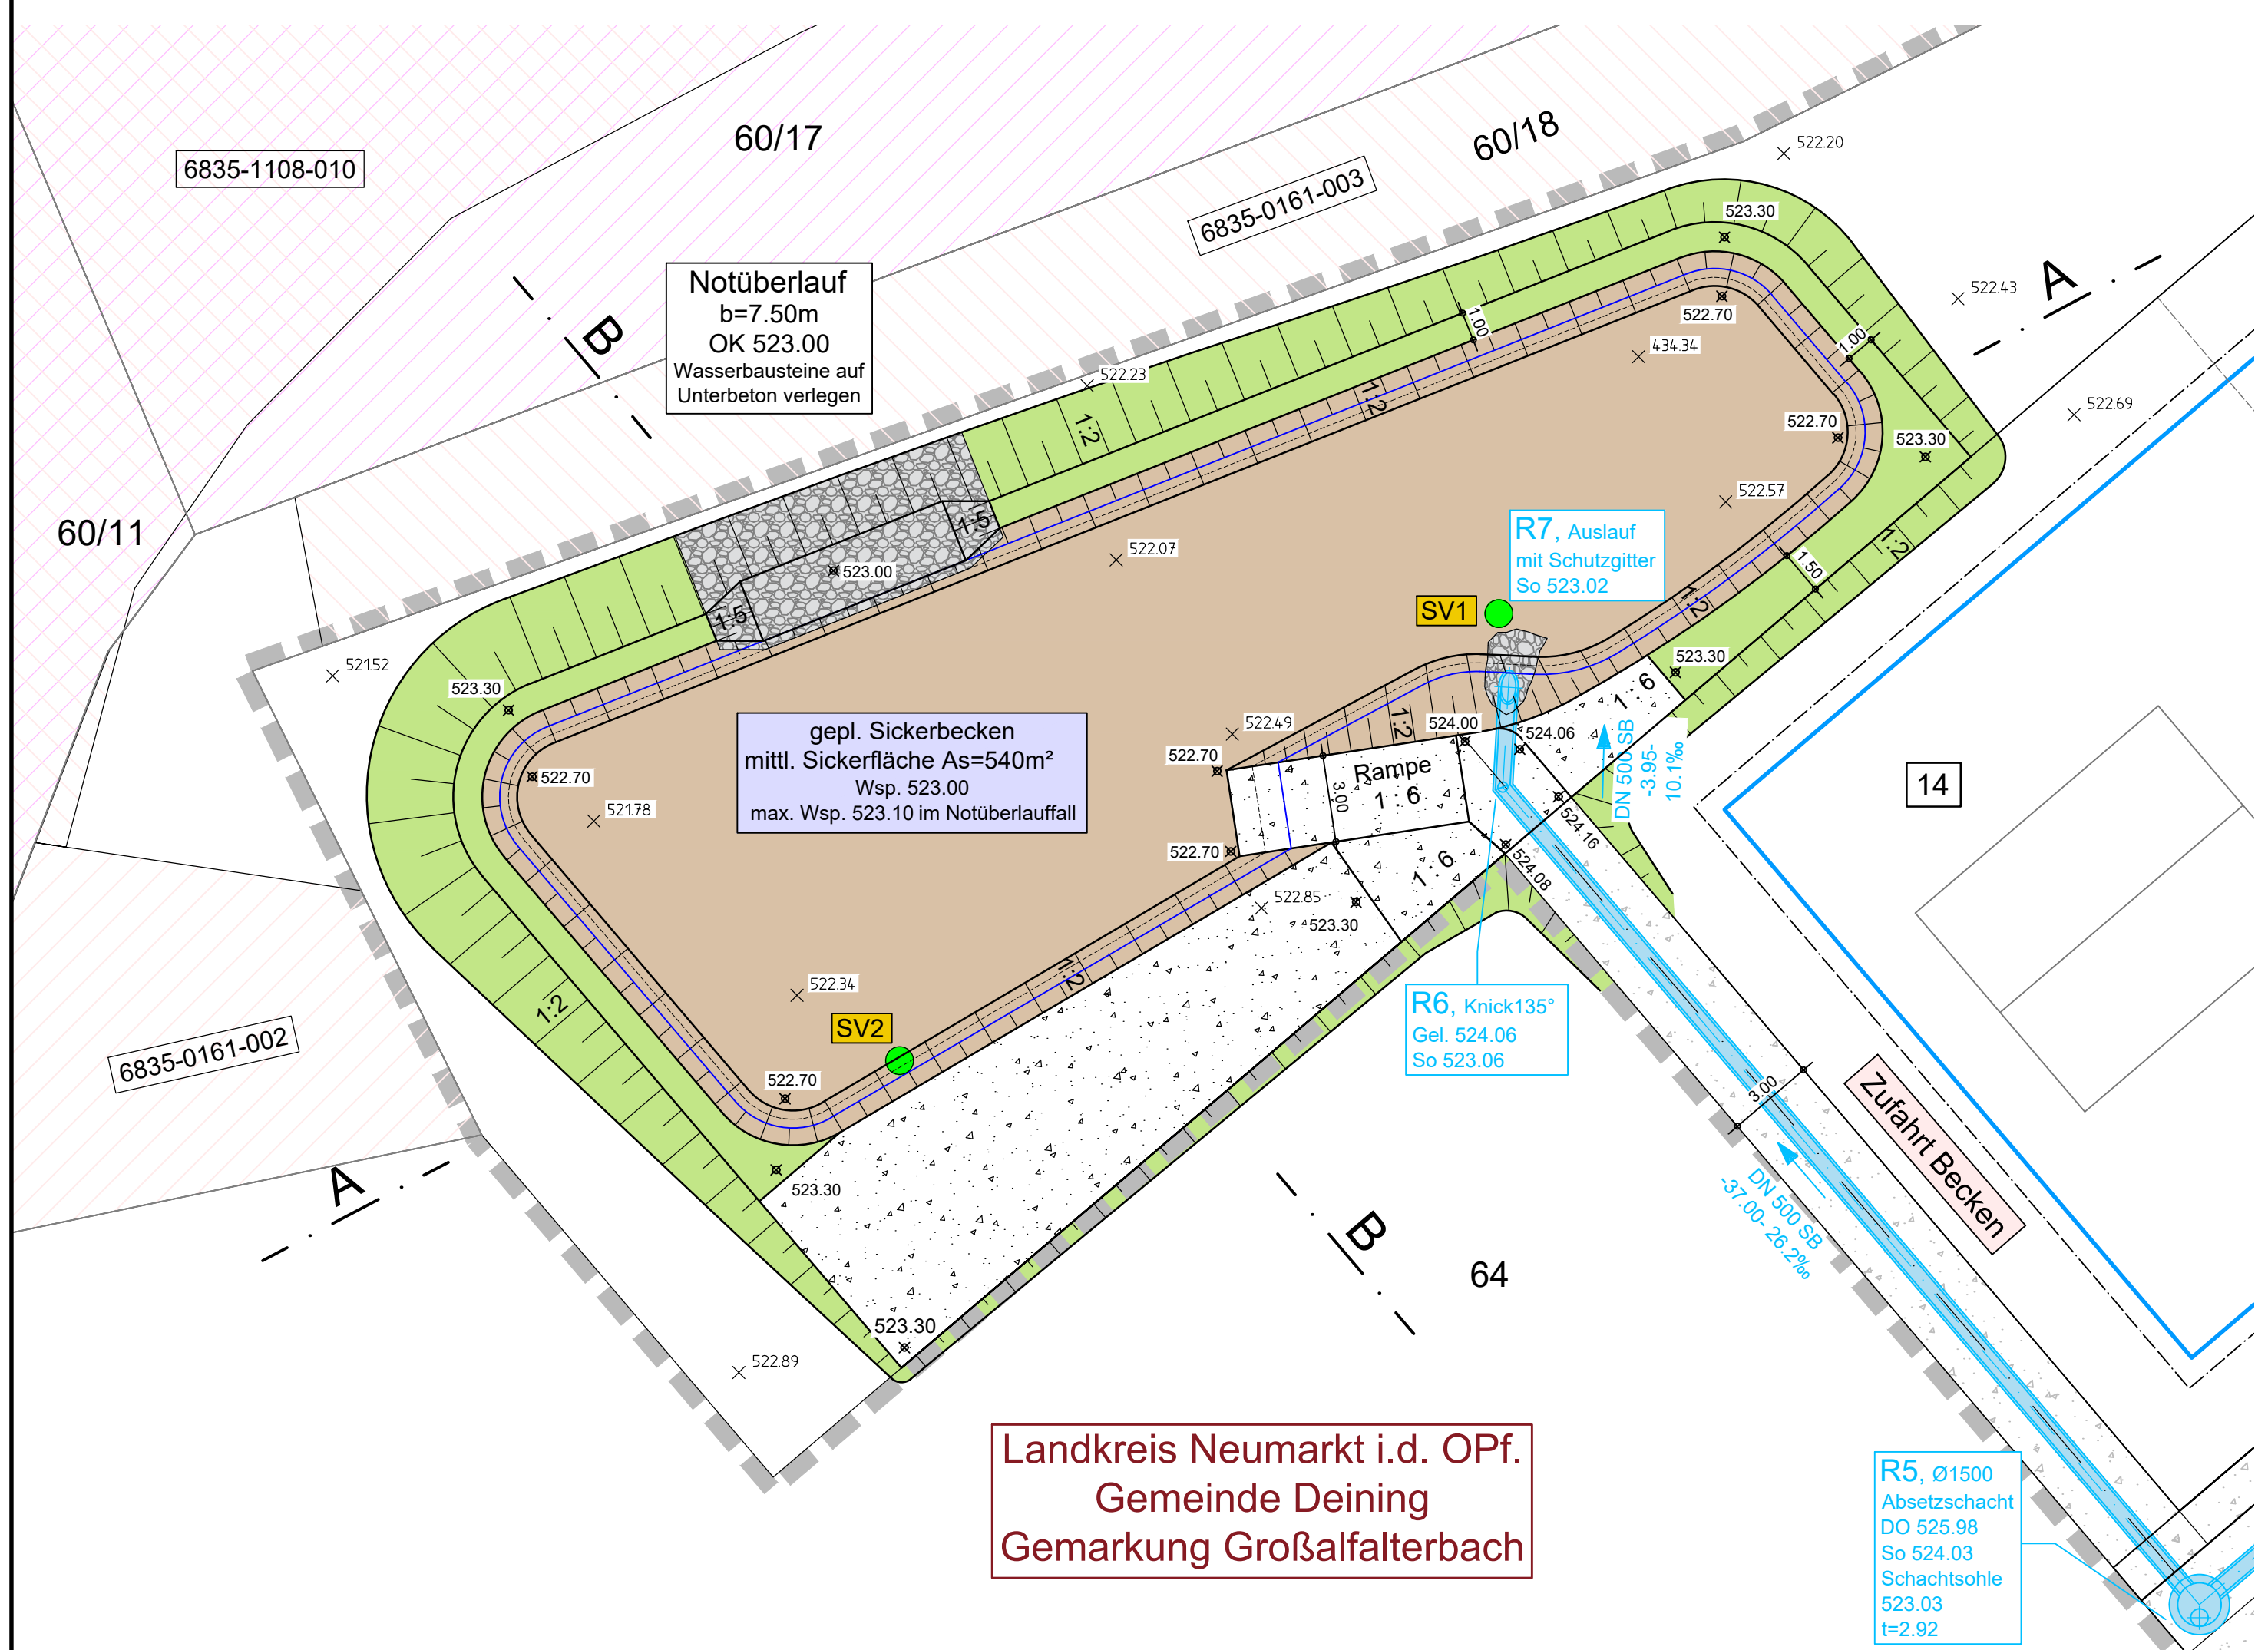 60/17
60/18
522.20
6835-1108-010
6835-0161-003
523.30
Notüberlauf
b=7.50m
OK 523.00
Wasserbausteine auf
Unterbeton verlegen
B
A
522.43
522.70
1.00
434.34
1.00
522.23
1:2
1:2
522.69
522.70
523.30
60/11
1:5
522.57
R7, Auslauf
mit Schutzgitter
So 523.02
1:2
522.07
523.00
1.50
1:5
SV1
1:2
521.52
523.30
523.30
1:6
gepl. Sickerbecken
mittl. Sickerfläche As=540m²
Wsp. 523.00
max. Wsp. 523.10 im Notüberlauffall
522.49
1:2
524.00
524.06
DN 500 SB
-3.95-
10.1‰
522.70
522.70
Rampe
1:6
3.00
14
521.78
524.16
522.70
1:6
524.08
522.85
523.30
1:2
522.34
1:2
SV2
R6, Knick135°
Gel. 524.06
So 523.06
6835-0161-002
522.70
3.00
Zufahrt Becken
A
523.30
DN 500 SB
-37.00- 26.2‰
B
64
523.30
522.89
Landkreis Neumarkt i.d. OPf.
Gemeinde Deining
Gemarkung Großalfalterbach
R5, Ø1500
Absetzschacht
DO 525.98
So 524.03
Schachtsohle
523.03
t=2.92